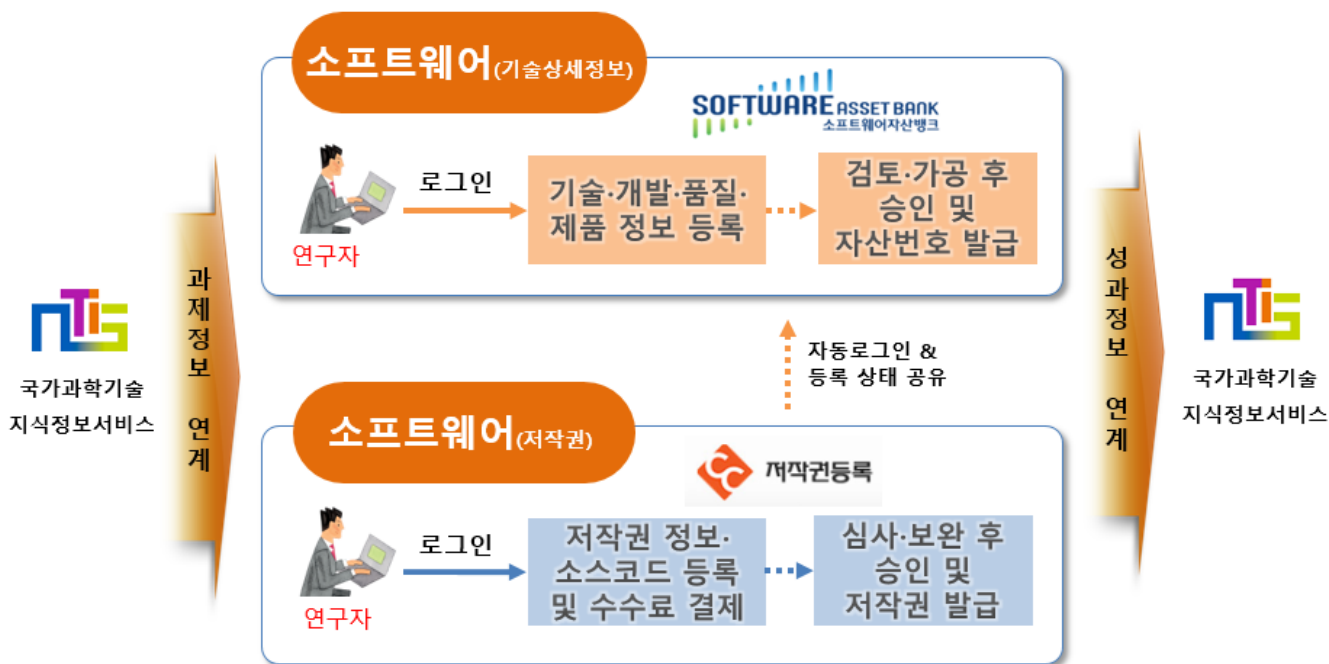 소프트웨어(기술상세정보)
SOFTWARE ASSET BANK
소프트웨어자산뱅크
연구자
로그인
기술·개발·품질·
제품 정보 등록
검토·가공 후
승인 및
자산번호 발급
nTiS
국가과학기술
지식정보서비스
과제정보 연계
자동로그인 &
등록 상태 공유
소프트웨어(저작권)
CC 저작권등록
연구자
로그인
저작권 정보·
소스코드 등록
및 수수료 결제
심사·보완 후
승인 및
저작권 발급
성과정보 연계
nTiS
국가과학기술
지식정보서비스